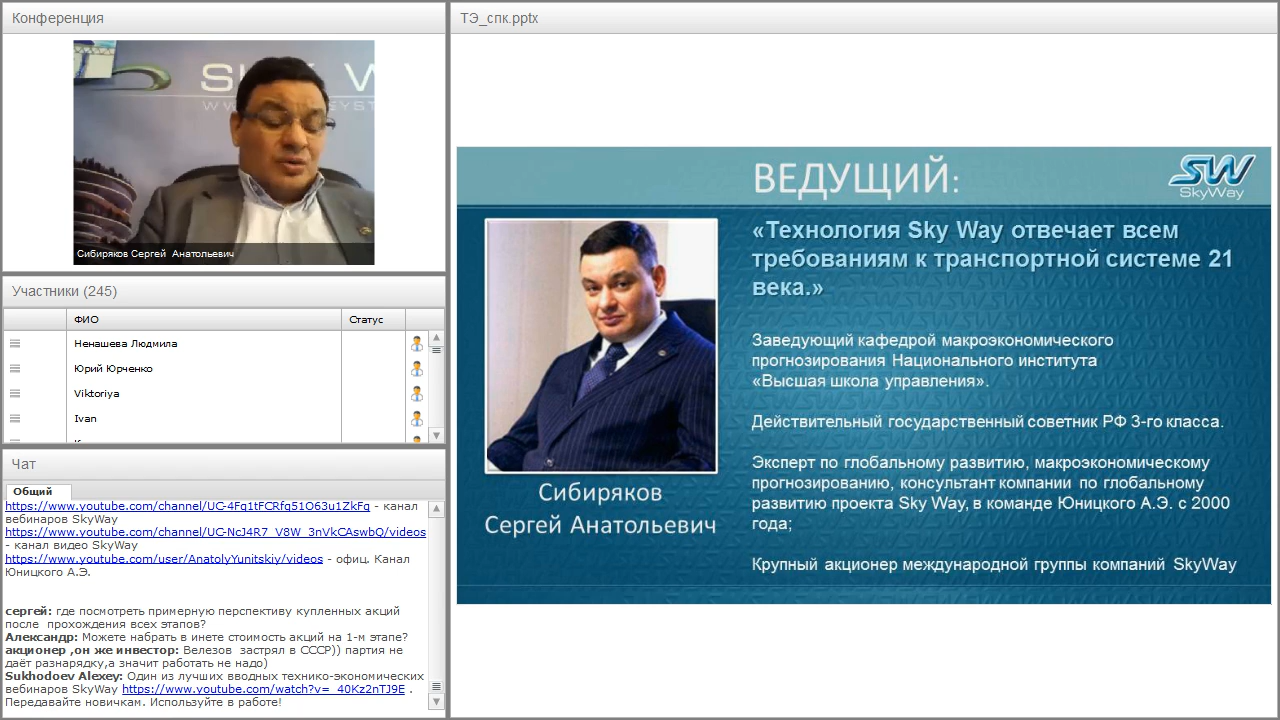 Конференция
SKY W
WWW
YSTE
Сибиряков Сергей Анатольевич
Участники (245)
ФИО
Статус
Ненашева Людмила
Юрий Юрченко
Viktoriya
Ivan
Чат
Общий
https://www.youtube.com/channel/UC-4Fq1tFCRfq51O63u1ZkFg - канал
вебинаров SkyWay
https://www.youtube.com/channel/UC-NcJ4R7_V8W_3nVkCAswbQ/videos
- канал видео SkyWay
https://www.youtube.com/user/AnatolyYunitskiy/videos - офиц. Канал
Юницкого А.Э.
сергей: где посмотреть примерную перспективу купленных акций
после прохождения всех этапов?
Александр: Можете набрать в инете стоимость акций на 1-м этапе?
акционер ,он же инвестор: Велезов застрял в СССР)) партия не
даёт разнарядку,а значит работать не надо)
Sukhodoev Alexey: Один из лучших вводных технико-экономических
вебинаров SkyWay https://www.youtube.com/watch?v=_40Kz2nTJ9E .
Передавайте новичкам. Используйте в работе!
ТЭ_спк.pptx
ВЕДУЩИЙ:
SW
SkyWay
«Технология Sky Way отвечает всем
требованиям к транспортной системе 21
века.»
Заведующий кафедрой макроэкономического
прогнозирования Национального института
«Высшая школа управления».
Действительный государственный советник РФ 3-го класса.
Эксперт по глобальному развитию, макроэкономическому
прогнозированию, консультант компании по глобальному
развитию проекта Sky Way, в команде Юницкого А.Э. с 2000
года;
Крупный акционер международной группы компаний SkyWay
Сибиряков
Сергей Анатольевич